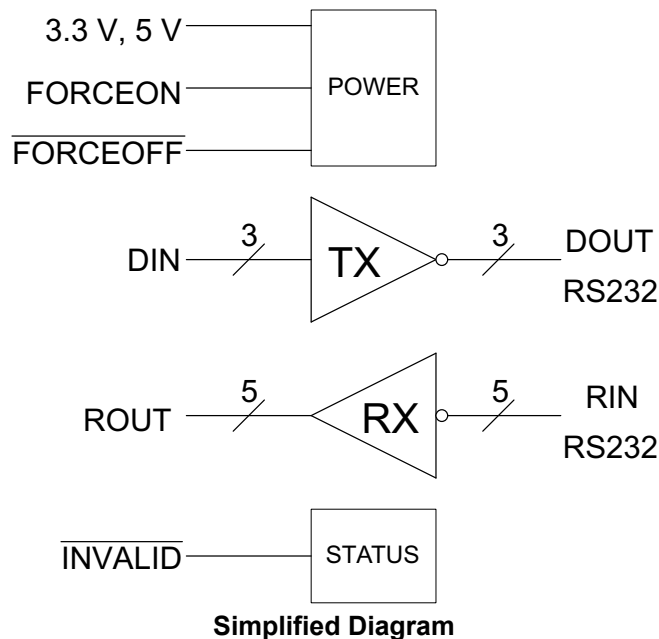 3.3 V, 5 V
FORCEON
POWER
FORCEOFF
DIN
3
TX
3
DOUT
RS232
ROUT
5
RX
5
RIN
RS232
INVALID
STATUS
Simplified Diagram